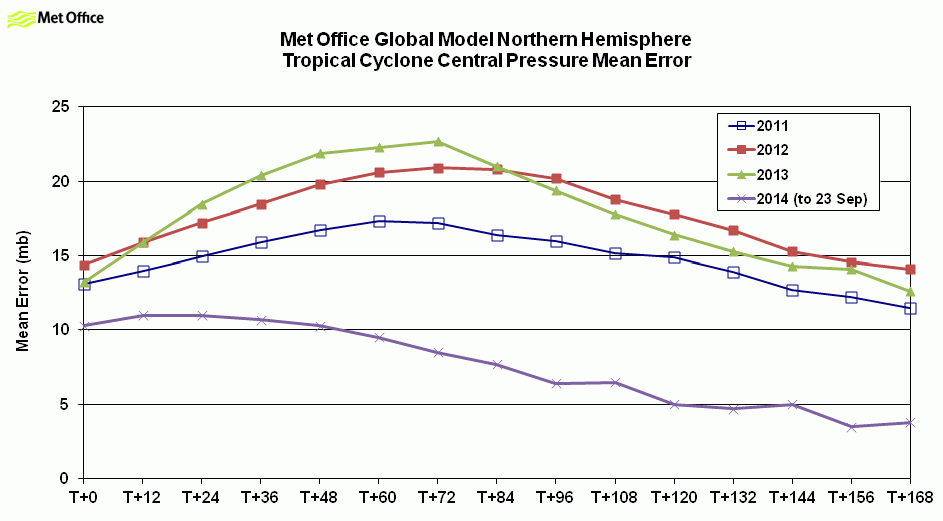 Met Office
Met Office Global Model Northern Hemisphere
Tropical Cyclone Central Pressure Mean Error
Mean Error (mb)
25
20
15
10
5
0
2011
2012
2013
2014 (to 23 Sep)
T+0 T+12 T+24 T+36 T+48 T+60 T+72 T+84 T+96 T+108 T+120 T+132 T+144 T+156 T+168